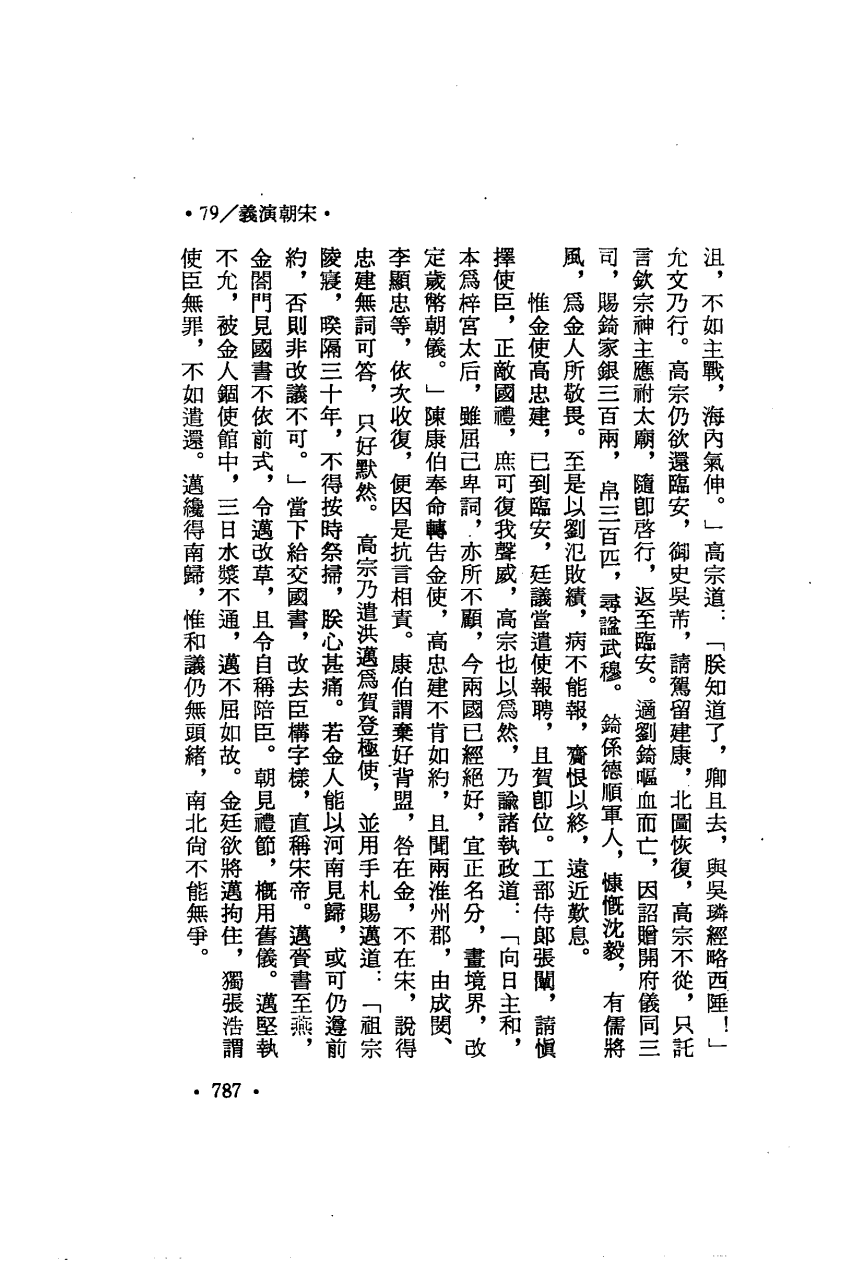 •79／義演朝宋•
沮，不如主戰，海內氣伸。」高宗道：「朕知道了，卿且去，與吳璘經略西陲！」
允文乃行。高宗仍欲還臨安，御史吳芾，請駕留建康，北圖恢復，高宗不從，只託
言欽宗神主應祔太廟，隨卽啓行，返至臨安。適劉錡嘔血而亡，因詔贈開府儀同三
司，賜錡家銀三百兩，帛三百匹，尋諡武穆。錡係德順軍人，慷慨沈毅，有儒將
風，爲金人所敬畏。至是以劉汜敗績，病不能報，齎恨以終，遠近歎息。
惟金使高忠建，已到臨安，廷議當遣使報聘，且賀卽位。工部侍郎張闡，請愼
擇使臣，正敵國禮，庶可復我聲威，高宗也以爲然，乃諭諸執政道：「向日主和，
本爲梓宮太后，雖屈己卑詞，亦所不顧，今兩國已經絕好，宜正名分，畫境界，改
定歲幣朝儀。」陳康伯奉命轉告金使，高忠建不肯如約，且聞兩淮州郡，由成閔、
李顯忠等，依次收復，便因是抗言相責。康伯謂棄好背盟，咎在金，不在宋，說得
忠建無詞可答，只好默然。高宗乃遣洪邁爲賀登極使，並用手札賜邁道：「祖宗
陵寢，暌隔三十年，不得按時祭掃，朕心甚痛。若金人能以河南見歸，或可仍遵前
約，否則非改議不可。」當下給交國書，改去臣構字樣，直稱宋帝。邁賫書至燕，
金閤門見國書不依前式，令邁改草，且令自稱陪臣。朝見禮節，概用舊儀。邁堅執
不允，被金人錮使館中，三日水漿不通，邁不屈如故。金廷欲將邁拘住，獨張浩謂
使臣無罪，不如遣還。邁纔得南歸，惟和議仍無頭緒，南北尙不能無爭。
•787•